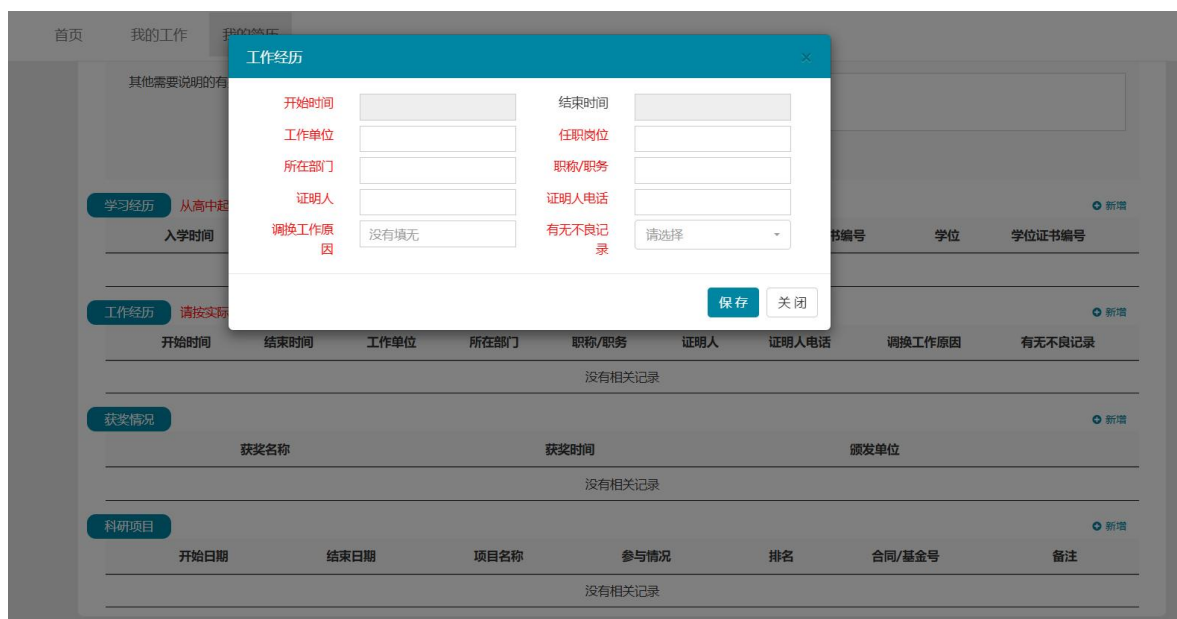 首页 我的工作 我的简历
工作经历 ×
其他需要说明的有
开始时间 结束时间
工作单位 任职岗位
所在部门 职称/职务
证明人 证明人电话
调换工作原 没有填无 有无不良记 请选择
因 录
保存 关闭
学习经历 从高中起 新增
入学时间 书编号 学位 学位证书编号
工作经历 请按实际 新增
开始时间 结束时间 工作单位 所在部门 职称/职务 证明人 证明人电话 调换工作原因 有无不良记录
没有相关记录
获奖情况 新增
获奖名称 获奖时间 颁发单位
没有相关记录
科研项目 新增
开始日期 结束日期 项目名称 参与情况 排名 合同/基金号 备注
没有相关记录